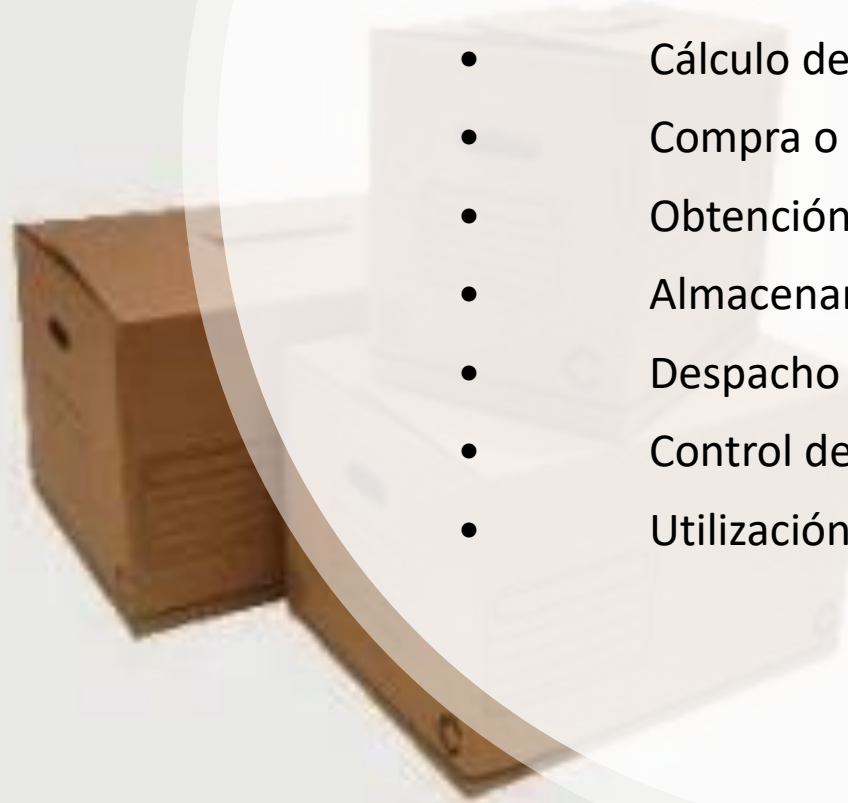 • Cálculo de
• Compra o
• Obtención
• Almacenar
• Despacho
• Control de
• Utilización